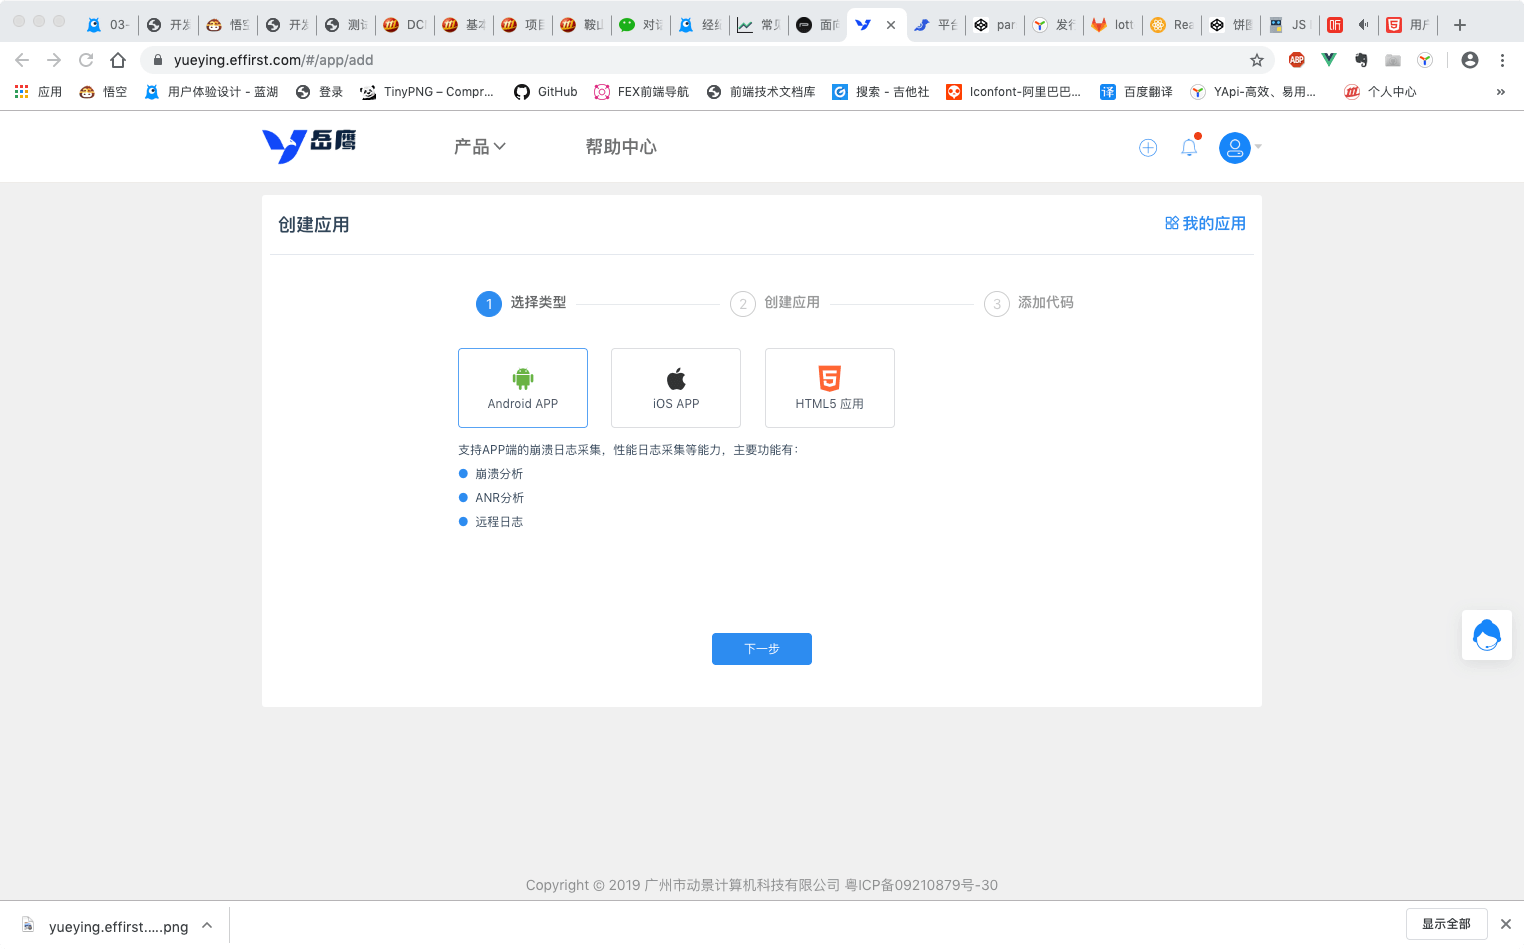 03-
开发
悟空
开发
测试
DC
基本
项目
鞍山
对话
经纬
常见
面向
平台
par
发行
lott
Rea
饼图
JS
听
用户
yueying.effirst.com/#/app/add
ABP
应用
悟空
用户体验设计 - 蓝湖
登录
TinyPNG – Compr...
GitHub
FEX前端导航
前端技术文档库
搜索 - 吉他社
Iconfont-阿里巴巴...
译
百度翻译
YApi-高效、易用...
个人中心
»
岳鹰
产品
帮助中心
创建应用
我的应用
1 选择类型
2 创建应用
3 添加代码
Android APP
iOS APP
HTML5 应用
支持APP端的崩溃日志采集，性能日志采集等能力，主要功能有：
崩溃分析
ANR分析
远程日志
下一步
Copyright © 2019 广州市动景计算机科技有限公司 粤ICP备09210879号-30
yueying.effirst.....png
显示全部